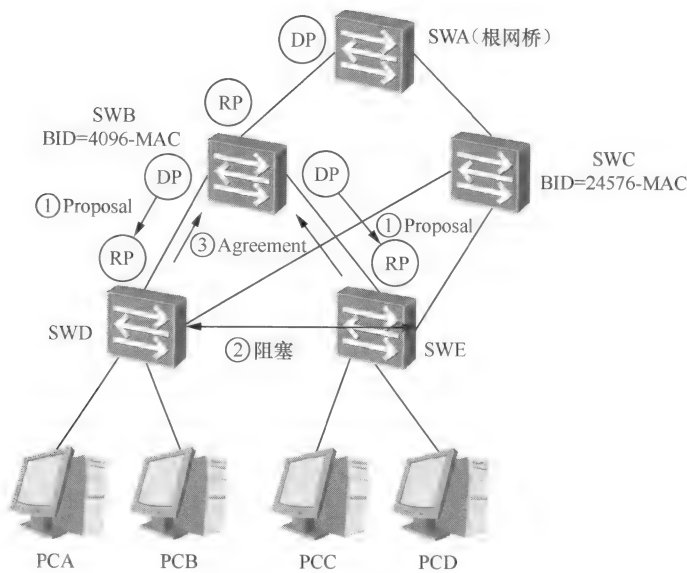 DP
SWA（根网桥）
RP
SWB
BID=4096-MAC
SWC
BID=24576-MAC
DP
DP
①Proposal
①Proposal
③Agreement
RP
RP
SWD
②阻塞
SWE
PCA
PCB
PCC
PCD